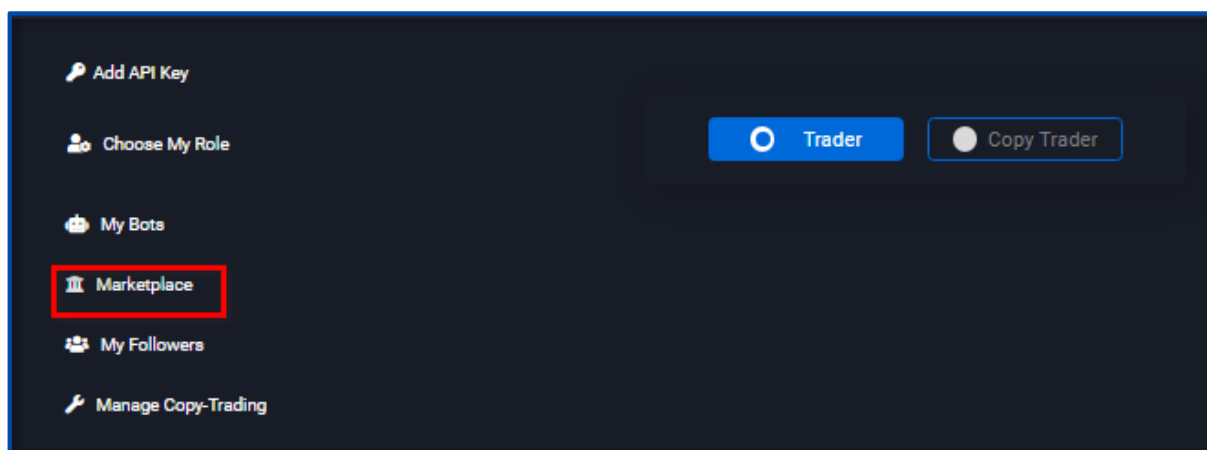 Add API Key
Choose My Role
Trader
Copy Trader
My Bots
Marketplace
My Followers
Manage Copy-Trading